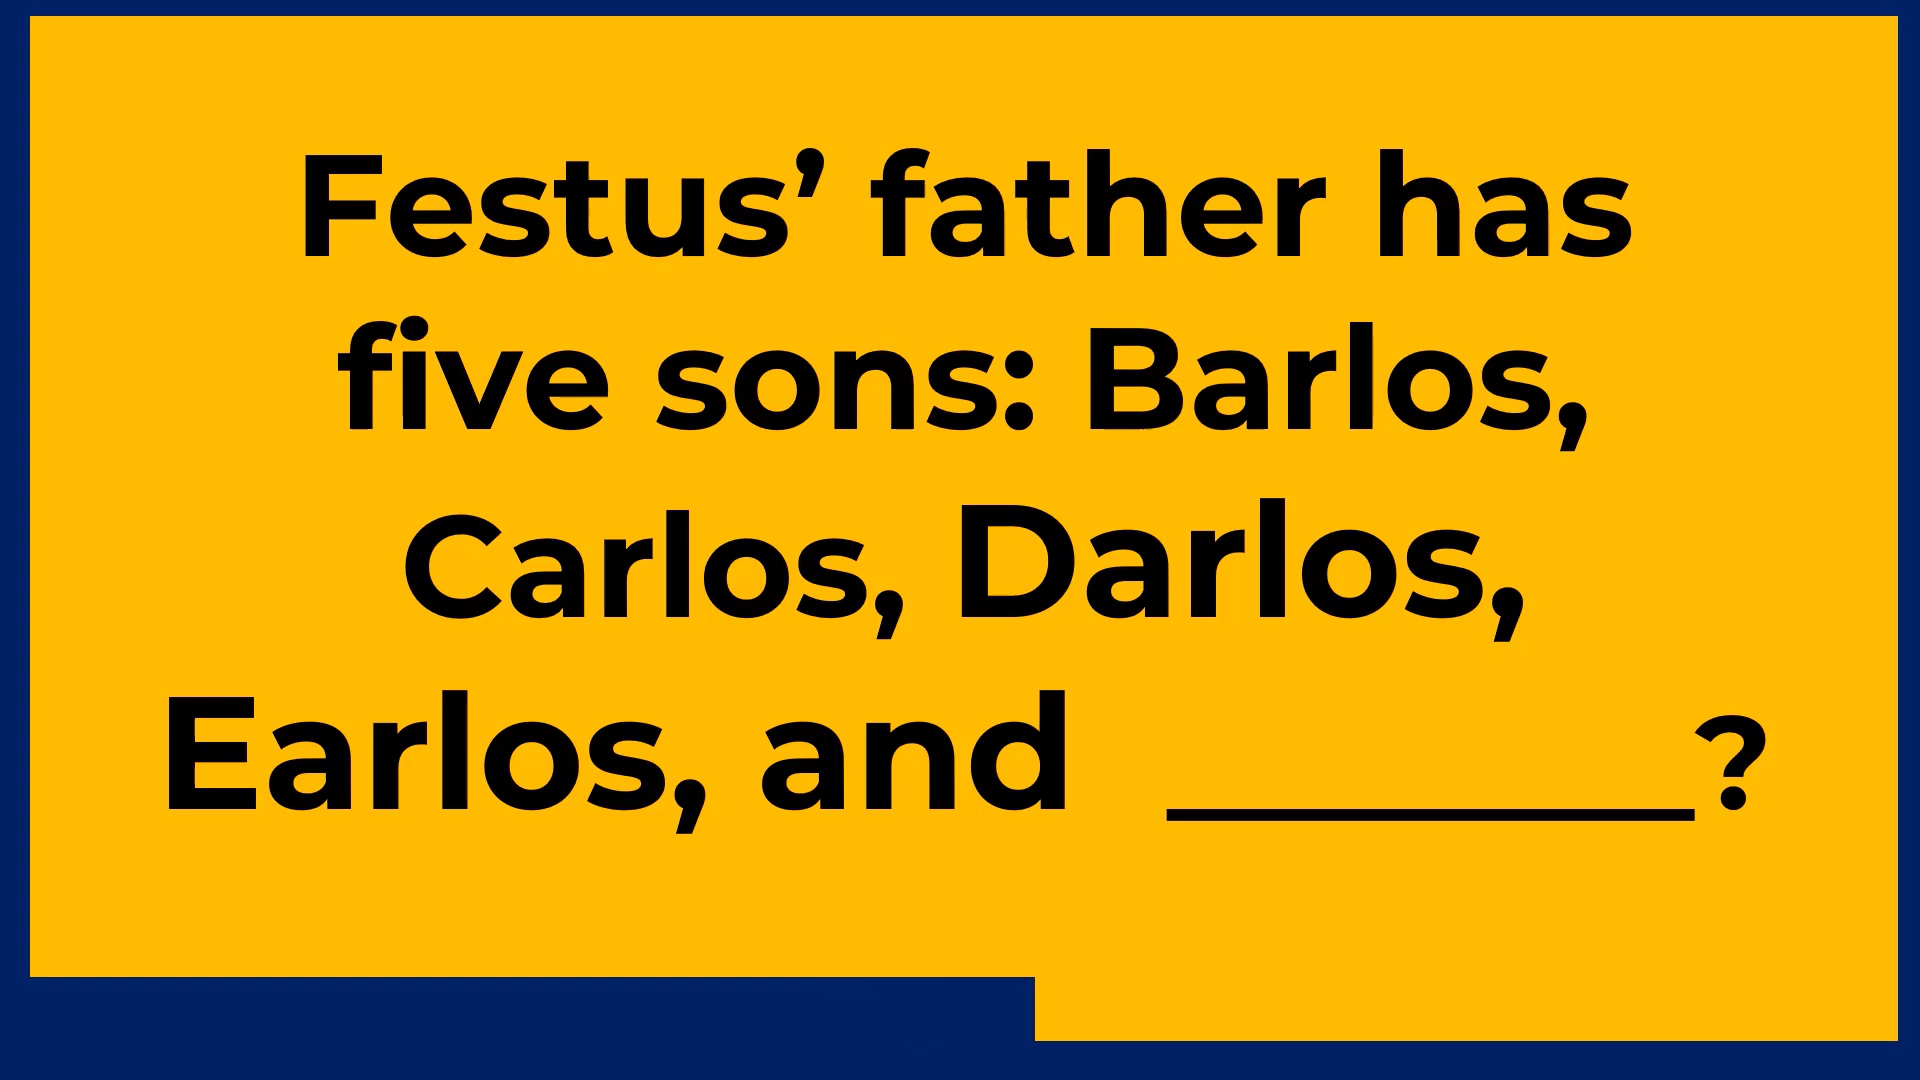 Festus’ father has
five sons: Barlos,
Carlos, Darlos,
Earlos, and ________?